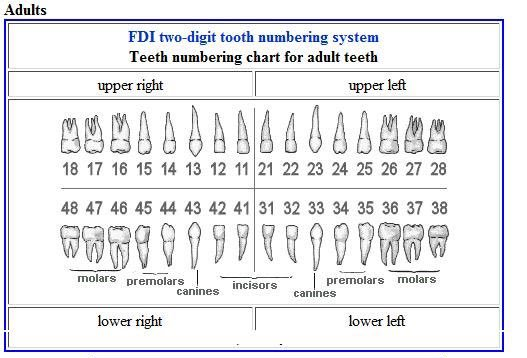 Adults
FDI two-digit tooth numbering system
Teeth numbering chart for adult teeth
upper right upper left
18 17 16 15 14 13 12 11 21 22 23 24 25 26 27 28
48 47 46 45 44 43 42 41 31 32 33 34 35 36 37 38
molars premolars canines incisors canines premolars molars
lower right lower left